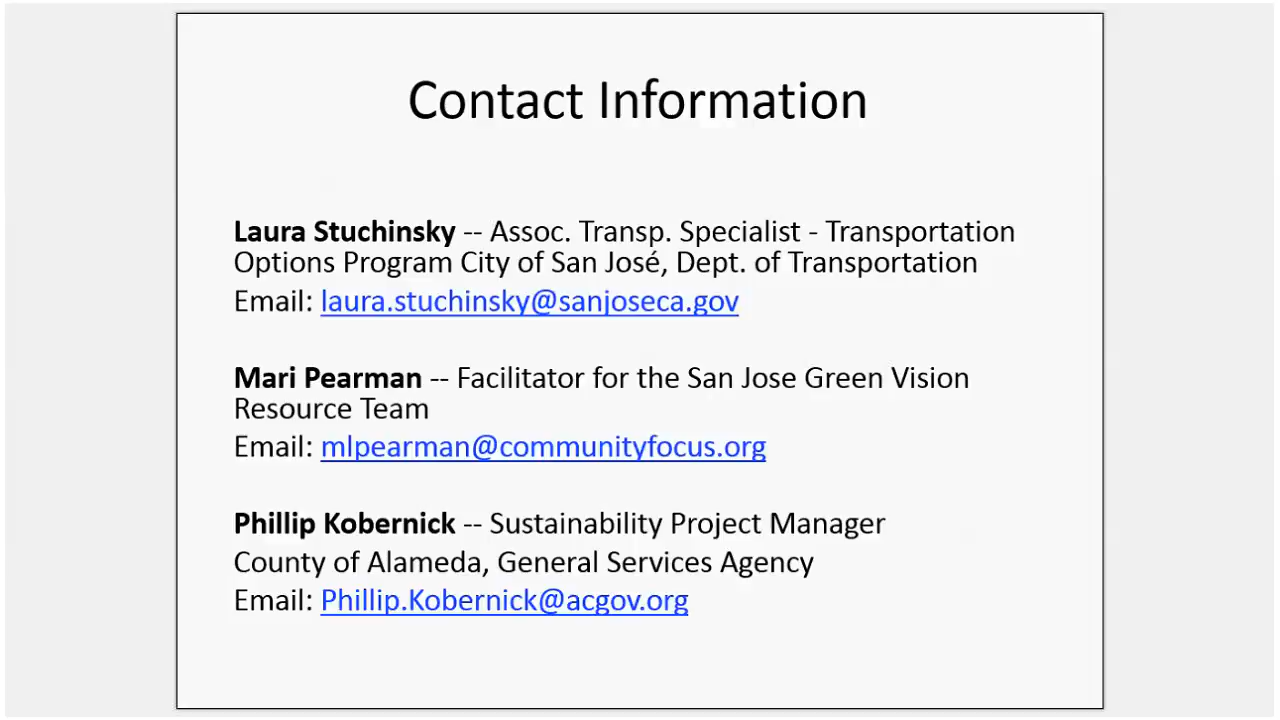 Contact Information
Laura Stuchinsky -- Assoc. Transp. Specialist - Transportation
Options Program City of San José, Dept. of Transportation
Email: laura.stuchinsky@sanjoseca.gov
Mari Pearman -- Facilitator for the San Jose Green Vision
Resource Team
Email: mlpearman@communityfocus.org
Phillip Kobernick -- Sustainability Project Manager
County of Alameda, General Services Agency
Email: Phillip.Kobernick@acgov.org